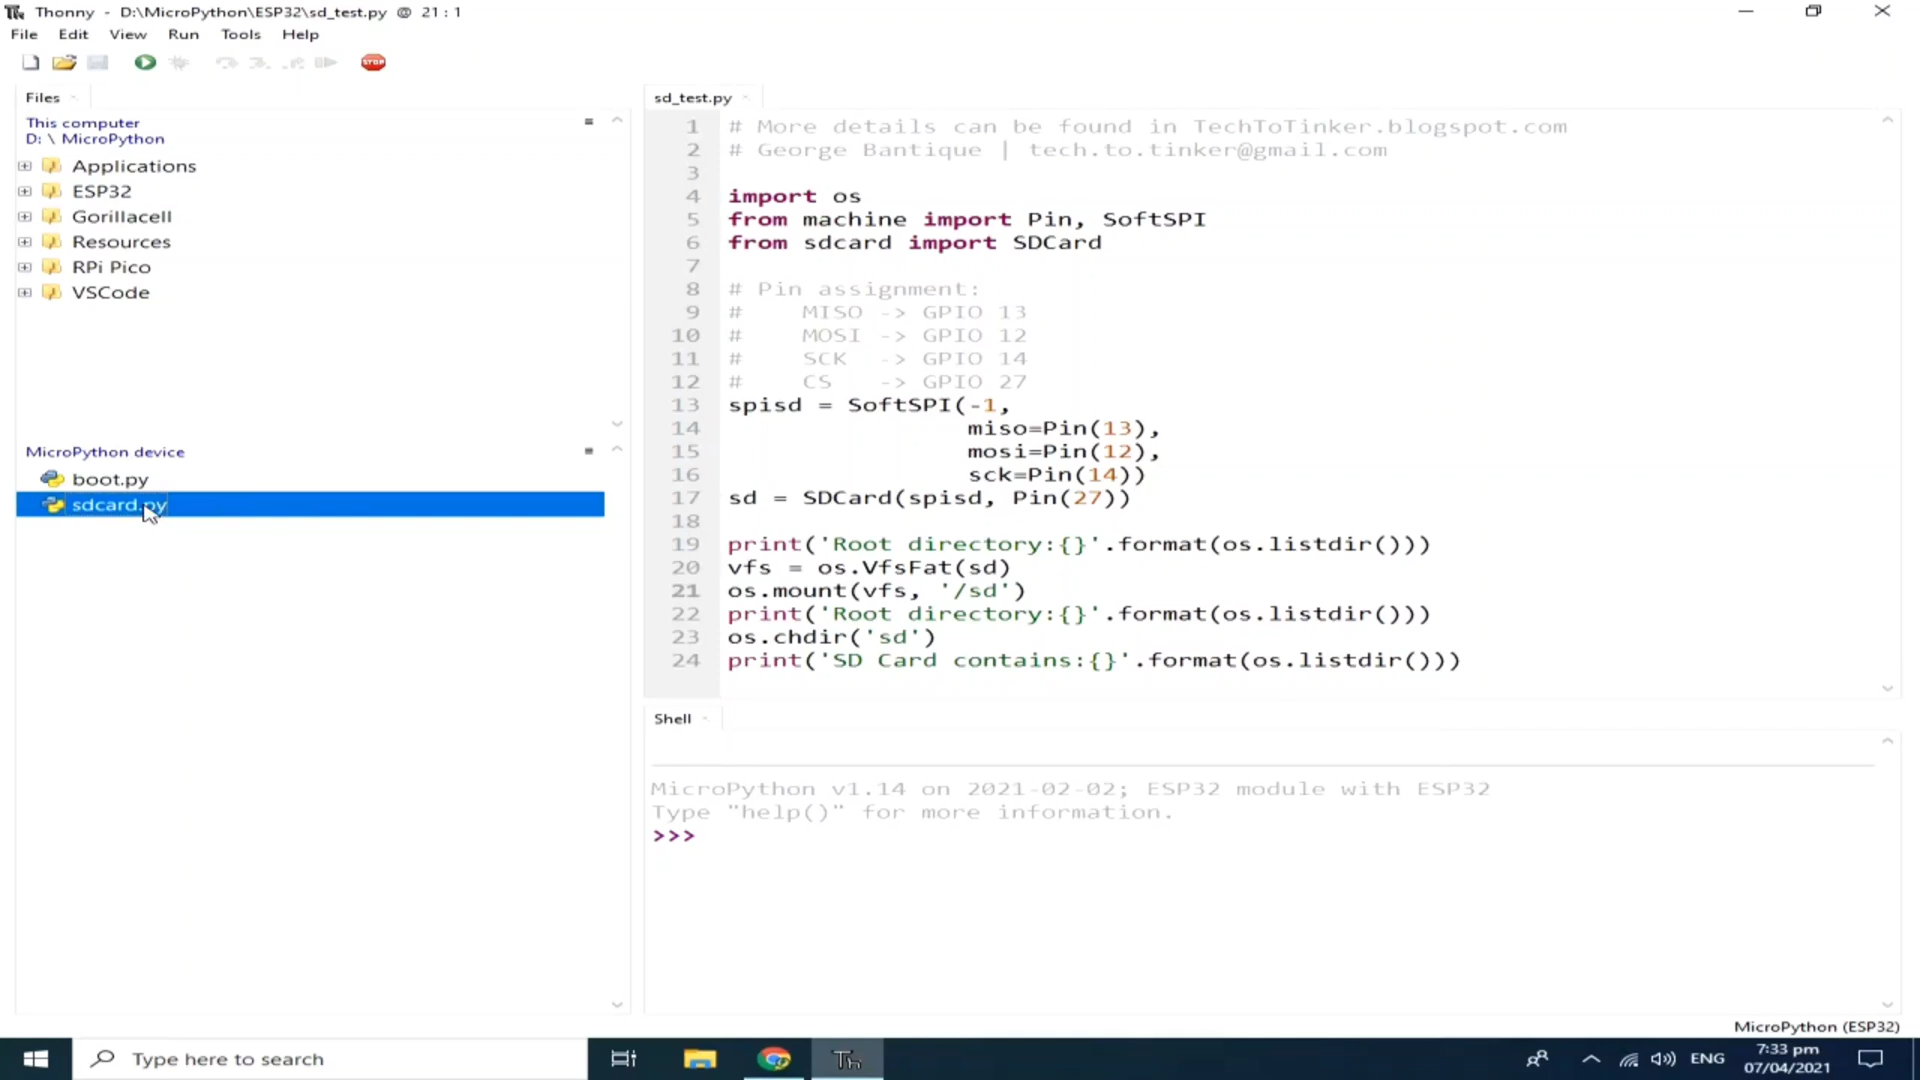 Thonny - D:\MicroPython\ESP32\sd_test.py @ 21 : 1
File Edit View Run Tools Help
STOP
Files
This computer
D: \ MicroPython
Applications
ESP32
Gorillacell
Resources
RPi Pico
VSCode
MicroPython device
boot.py
sdcard.py
sd_test.py
1 # More details can be found in TechToTinker.blogspot.com
2 # George Bantique | tech.to.tinker@gmail.com
3
4 import os
5 from machine import Pin, SoftSPI
6 from sdcard import SDCard
7
8 # Pin assignment:
9 # MISO -> GPIO 13
10 # MOSI -> GPIO 12
11 # SCK -> GPIO 14
12 # CS -> GPIO 27
13 spisd = SoftSPI(-1,
14 miso=Pin(13),
15 mosi=Pin(12),
16 sck=Pin(14))
17 sd = SDCard(spisd, Pin(27))
18
19 print('Root directory:{}'.format(os.listdir()))
20 vfs = os.VfsFat(sd)
21 os.mount(vfs, '/sd')
22 print('Root directory:{}'.format(os.listdir()))
23 os.chdir('sd')
24 print('SD Card contains:{}'.format(os.listdir()))
Shell
MicroPython v1.14 on 2021-02-02; ESP32 module with ESP32
Type "help()" for more information.
>>>
MicroPython (ESP32)
Type here to search
Th
ENG
7:33 pm
07/04/2021